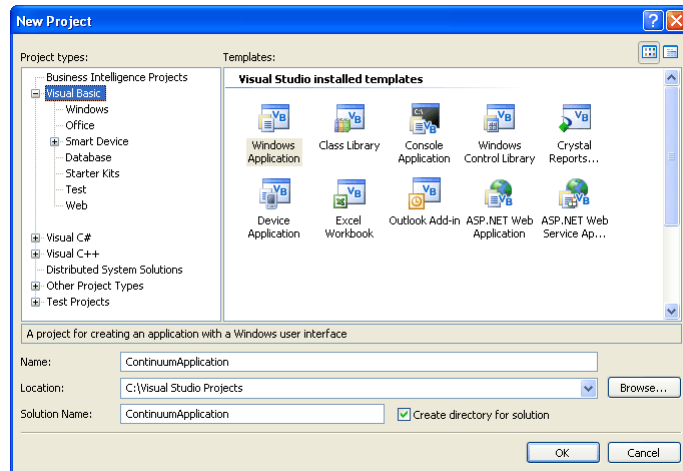 New Project
Project types:
Templates:
Business Intelligence Projects
Visual Basic
Windows
Office
Smart Device
Database
Starter Kits
Test
Web
Visual C#
Visual C++
Distributed System Solutions
Other Project Types
Test Projects
Visual Studio installed templates
Windows Application
Class Library
Console Application
Windows Control Library
Crystal Reports...
Device Application
Excel Workbook
Outlook Add-in
ASP.NET Web Application
ASP.NET Web Service Ap...
A project for creating an application with a Windows user interface
Name:
ContinuumApplication
Location:
C:\Visual Studio Projects
Browse...
Solution Name:
ContinuumApplication
Create directory for solution
OK
Cancel